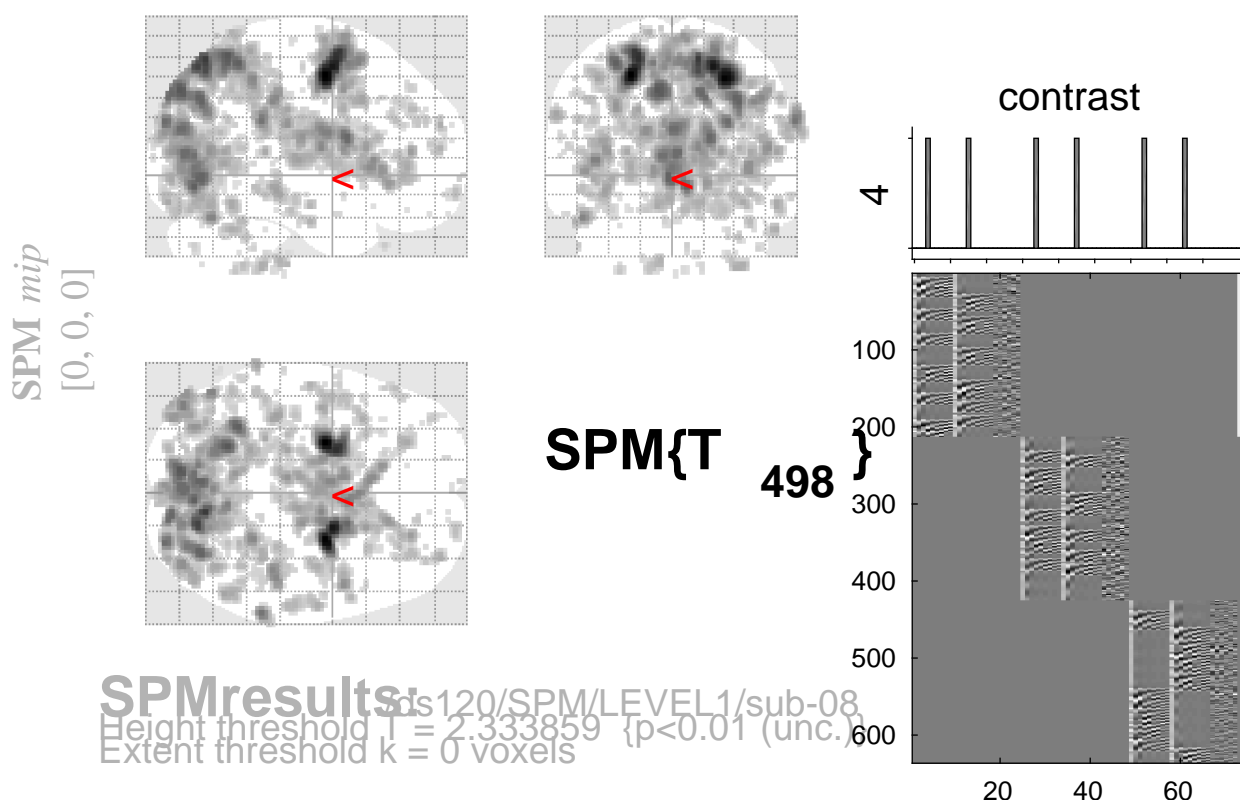 SPM mip
[0, 0, 0]
<
<
<
SPM{T498}
contrast
4
100
200
300
400
500
600
20
40
60
SPMresults: /ds120/SPM/LEVEL1/sub-08
Height threshold T = 2.333859 {p<0.01 (unc.)}
Extent threshold k = 0 voxels